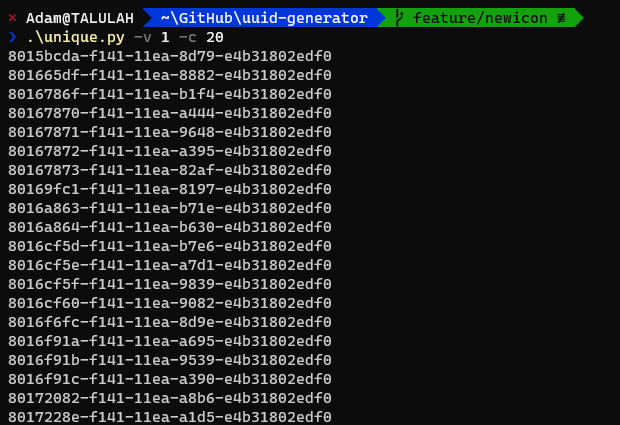 × Adam@TALULAH ~\GitHub\uuid-generator feature/newicon ≢
❯ .\unique.py -v 1 -c 20
8015bcda-f141-11ea-8d79-e4b31802edf0
801665df-f141-11ea-8882-e4b31802edf0
8016786f-f141-11ea-b1f4-e4b31802edf0
80167870-f141-11ea-a444-e4b31802edf0
80167871-f141-11ea-9648-e4b31802edf0
80167872-f141-11ea-a395-e4b31802edf0
80167873-f141-11ea-82af-e4b31802edf0
80169fc1-f141-11ea-8197-e4b31802edf0
8016a863-f141-11ea-b71e-e4b31802edf0
8016a864-f141-11ea-b630-e4b31802edf0
8016cf5d-f141-11ea-b7e6-e4b31802edf0
8016cf5e-f141-11ea-a7d1-e4b31802edf0
8016cf5f-f141-11ea-9839-e4b31802edf0
8016cf60-f141-11ea-9082-e4b31802edf0
8016f6fc-f141-11ea-8d9e-e4b31802edf0
8016f91a-f141-11ea-a695-e4b31802edf0
8016f91b-f141-11ea-9539-e4b31802edf0
8016f91c-f141-11ea-a390-e4b31802edf0
80172082-f141-11ea-a8b6-e4b31802edf0
8017228e-f141-11ea-a1d5-e4b31802edf0